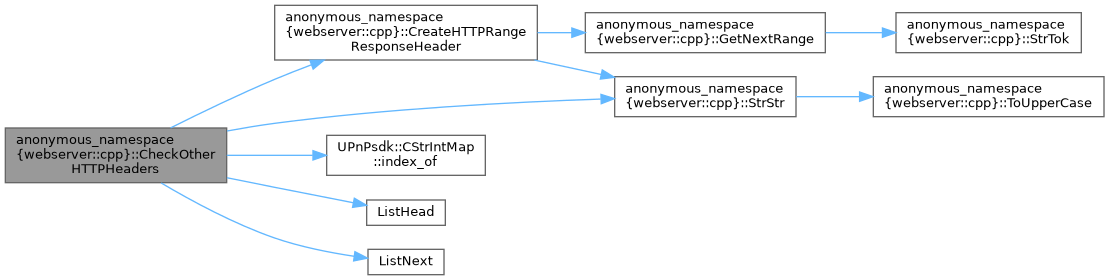 anonymous_namespace
{webserver::cpp}::CheckOther
HTTPHeaders
anonymous_namespace
{webserver::cpp}::CreateHTTPRange
ResponseHeader
anonymous_namespace
{webserver::cpp}::GetNextRange
anonymous_namespace
{webserver::cpp}::StrTok
anonymous_namespace
{webserver::cpp}::StrStr
anonymous_namespace
{webserver::cpp}::ToUpperCase
UPnPsdk::CStrIntMap
::index_of
ListHead
ListNext